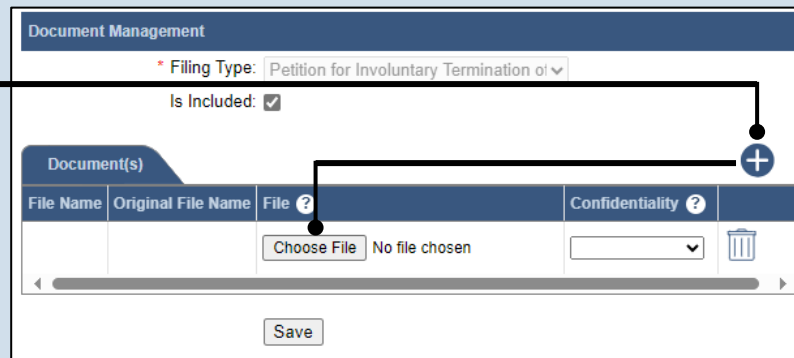 Document Management
* Filing Type: Petition for Involuntary Termination of
Is Included:
Document(s)
File Name Original File Name File ? Confidentiality ?
Choose File No file chosen
Save